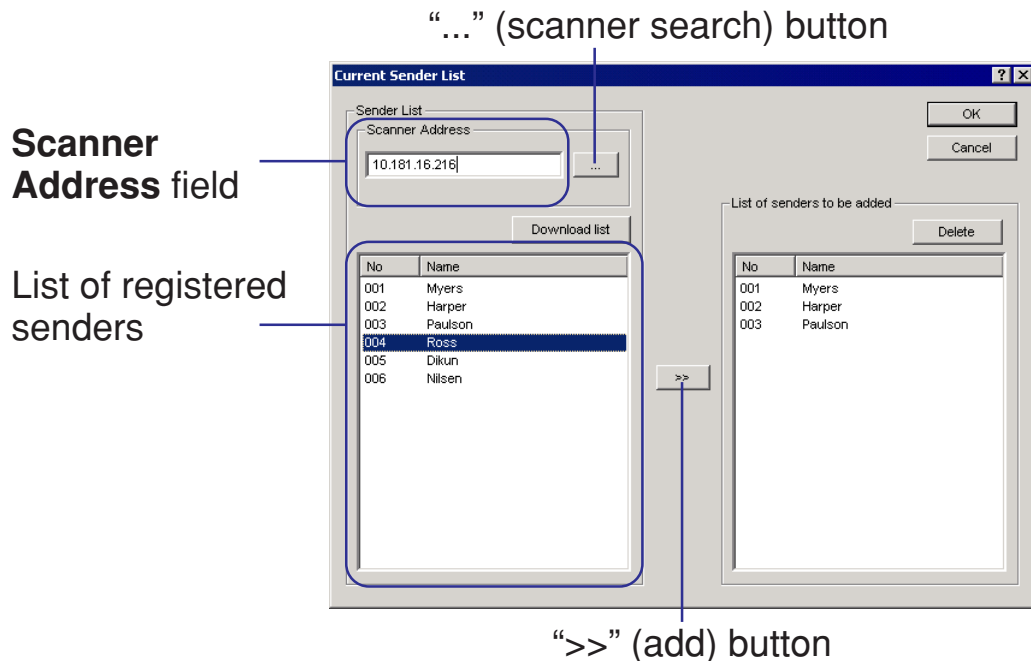 “...” (scanner search) button
Current Sender List
Sender List
Scanner Address
10.181.16.216
...
OK
Cancel
Scanner
Address field
Download list
List of senders to be added
Delete
List of registered
senders
No Name
001 Myers
002 Harper
003 Paulson
004 Ross
005 Dikun
006 Nilsen
>>
No Name
001 Myers
002 Harper
003 Paulson
“>>” (add) button